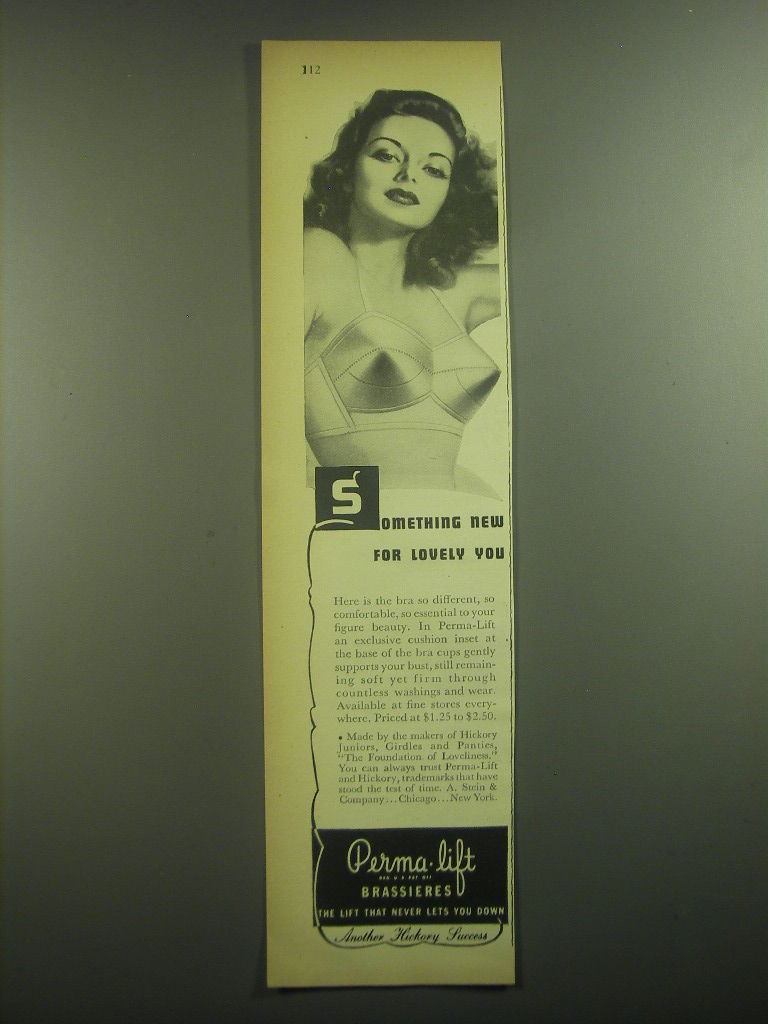 112
SOMETHING NEW
FOR LOVELY YOU
Here is the bra so different, so
comfortable, so essential to your
figure beauty. In Perma-Lift
an exclusive cushion inset at
the base of the bra cups gently
supports your bust, still remain-
ing soft yet firm through
countless washings and wear.
Available at fine stores every-
where. Priced at $1.25 to $2.50.
• Made by the makers of Hickory
Juniors, Girdles and Panties,
"The Foundation of Loveliness."
You can always trust Perma-Lift
and Hickory, trademarks that have
stood the test of time. A. Stein &
Company...Chicago...New York.
Perma·lift
REG U S PAT OFF
BRASSIERES
THE LIFT THAT NEVER LETS YOU DOWN
Another Hickory Success